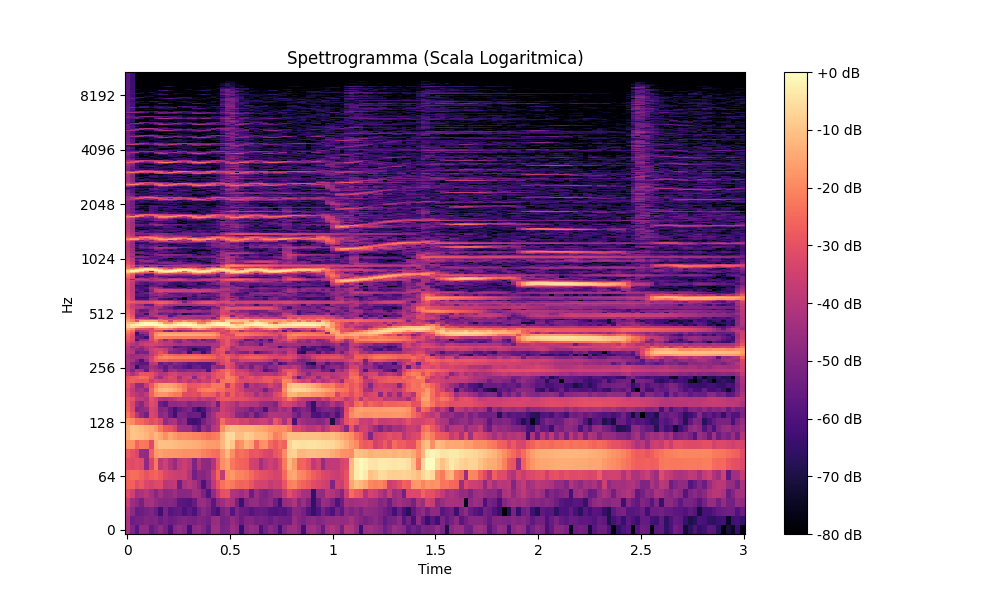 Spettrogramma (Scala Logaritmica)
8192
4096
2048
1024
512
256
128
64
0
Hz
0
0.5
1
1.5
2
2.5
3
Time
+0 dB
-10 dB
-20 dB
-30 dB
-40 dB
-50 dB
-60 dB
-70 dB
-80 dB